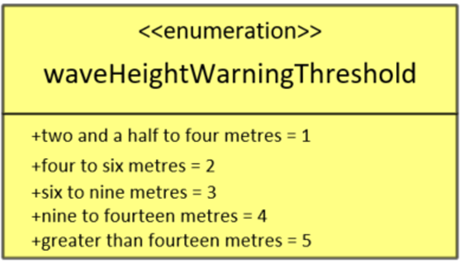 <<enumeration>>
waveHeightWarningThreshold
+two and a half to four metres = 1
+four to six metres = 2
+six to nine metres = 3
+nine to fourteen metres = 4
+greater than fourteen metres = 5